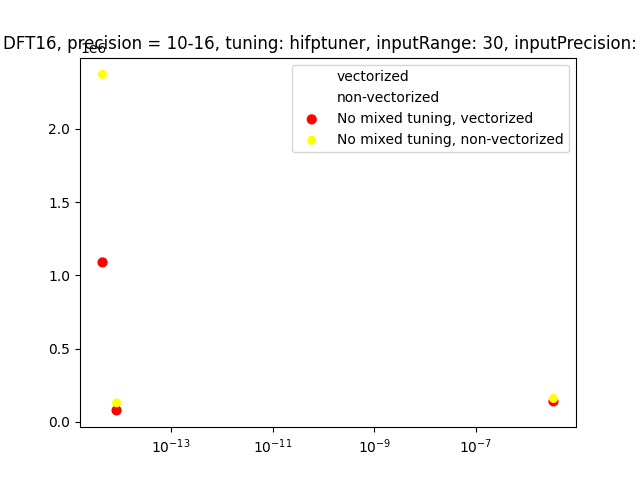 DFT16, precision = 10-16, tuning: hifptuner, inputRange: 30, inputPrecision:
1e6
vectorized
non-vectorized
No mixed tuning, vectorized
No mixed tuning, non-vectorized
2.0
1.5
1.0
0.5
0.0
10⁻¹³ 10⁻¹¹ 10⁻⁹ 10⁻⁷